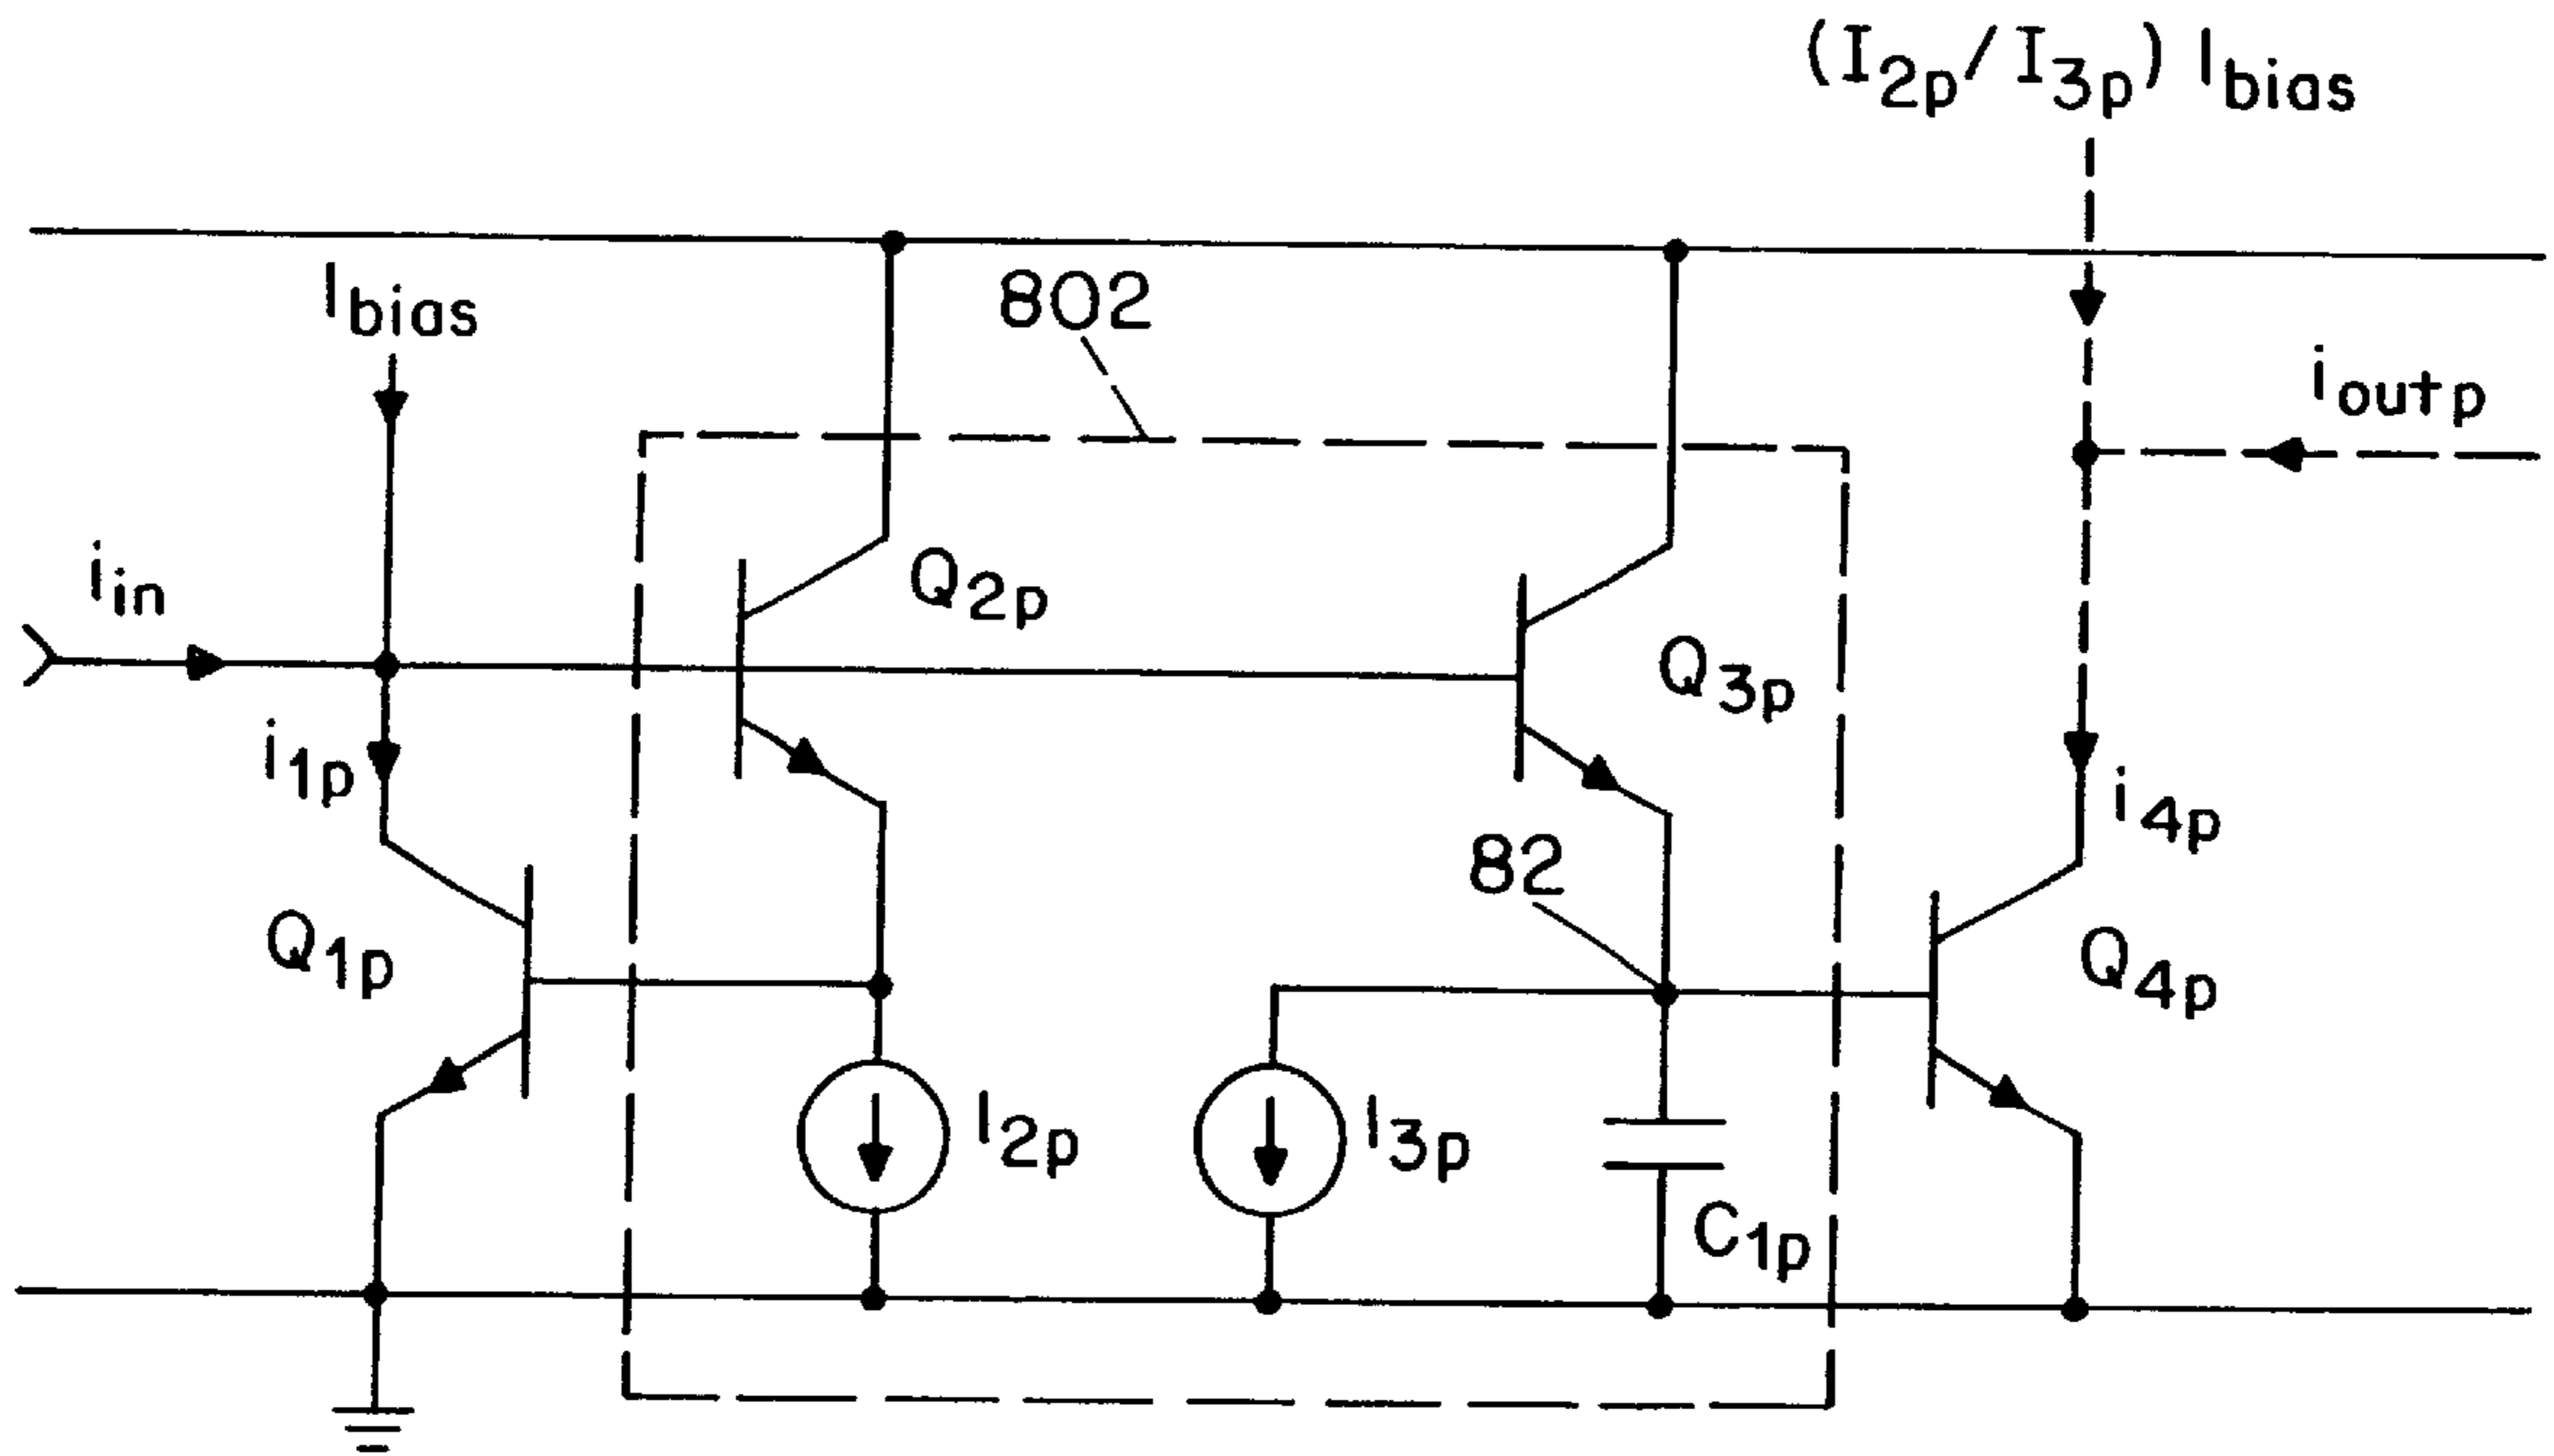 (I2p/I3p) Ibias
Ibias
802
ioutp
iin
Q2p
Q3p
i1p
i4p
82
Q1p
Q4p
I2p
I3p
C1p